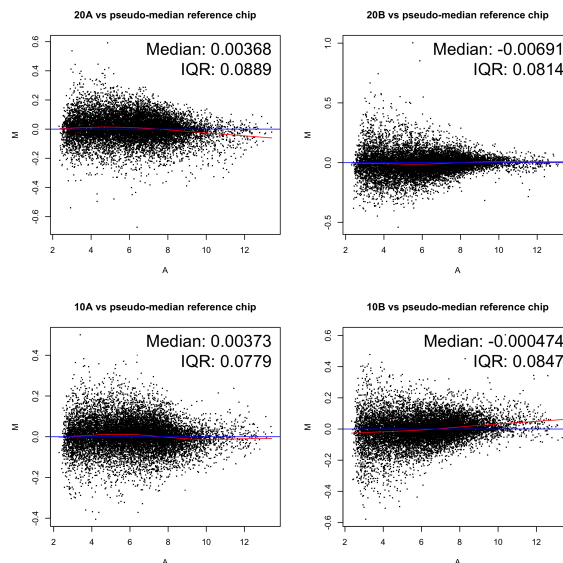 20A vs pseudo-median reference chip
Median: 0.00368
IQR: 0.0889
M
0.6
0.4
0.2
0.0
-0.2
-0.4
-0.6
2 4 6 8 10 12
A
20B vs pseudo-median reference chip
Median: -0.00691
IQR: 0.0814
M
1.0
0.5
0.0
-0.5
2 4 6 8 10 12
A
10A vs pseudo-median reference chip
Median: 0.00373
IQR: 0.0779
M
0.4
0.2
0.0
-0.2
-0.4
2 4 6 8 10 12
A
10B vs pseudo-median reference chip
Median: -0.000474
IQR: 0.0847
M
0.6
0.4
0.2
0.0
-0.2
-0.4
-0.6
2 4 6 8 10 12
A